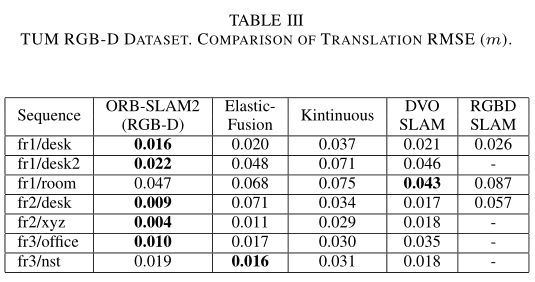 TABLE III
TUM RGB-D DATASET. COMPARISON OF TRANSLATION RMSE (m).
Sequence ORB-SLAM2 (RGB-D) Elastic-Fusion Kintinuous DVO SLAM RGBD SLAM
fr1/desk 0.016 0.020 0.037 0.021 0.026
fr1/desk2 0.022 0.048 0.071 0.046 -
fr1/room 0.047 0.068 0.075 0.043 0.087
fr2/desk 0.009 0.071 0.034 0.017 0.057
fr2/xyz 0.004 0.011 0.029 0.018 -
fr3/office 0.010 0.017 0.030 0.035 -
fr3/nst 0.019 0.016 0.031 0.018 -